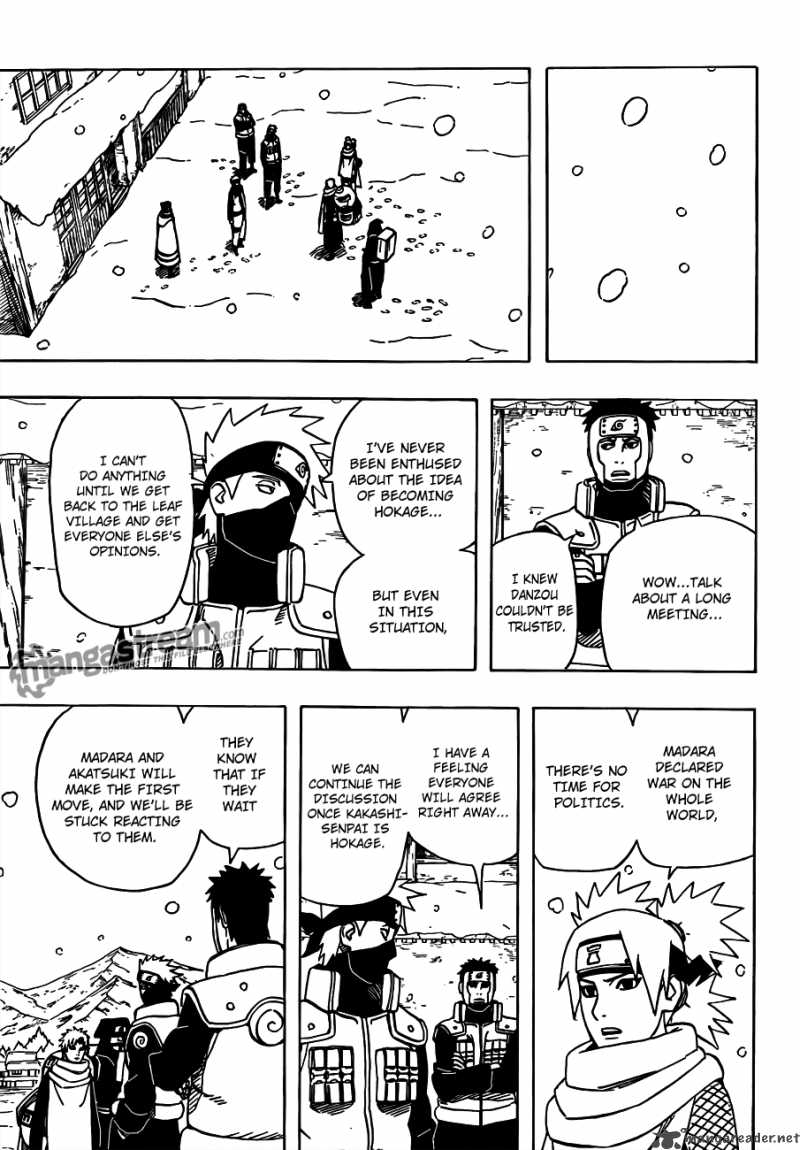 WOW...TALK
ABOUT A LONG
MEETING...
I KNEW
DANZOU
COULDN'T BE
TRUSTED.
I'VE NEVER
BEEN ENTHUSED
ABOUT THE IDEA
OF BECOMING
HOKAGE...
BUT EVEN
IN THIS
SITUATION,
I CAN'T
DO ANYTHING
UNTIL WE GET
BACK TO THE LEAF
VILLAGE AND GET
EVERYONE ELSE'S
OPINIONS.
mangastream.com
MADARA
DECLARED
WAR ON THE
WHOLE
WORLD,
THERE'S NO
TIME FOR
POLITICS.
I HAVE A
FEELING
EVERYONE
WILL AGREE
RIGHT AWAY...
WE CAN
CONTINUE THE
DISCUSSION
ONCE KAKASHI-
SENPAI IS
HOKAGE.
THEY
KNOW
THAT IF
THEY
WAIT
MADARA AND
AKATSUKI WILL
MAKE THE FIRST
MOVE, AND WE'LL BE
STUCK REACTING
TO THEM.
mangareader.net